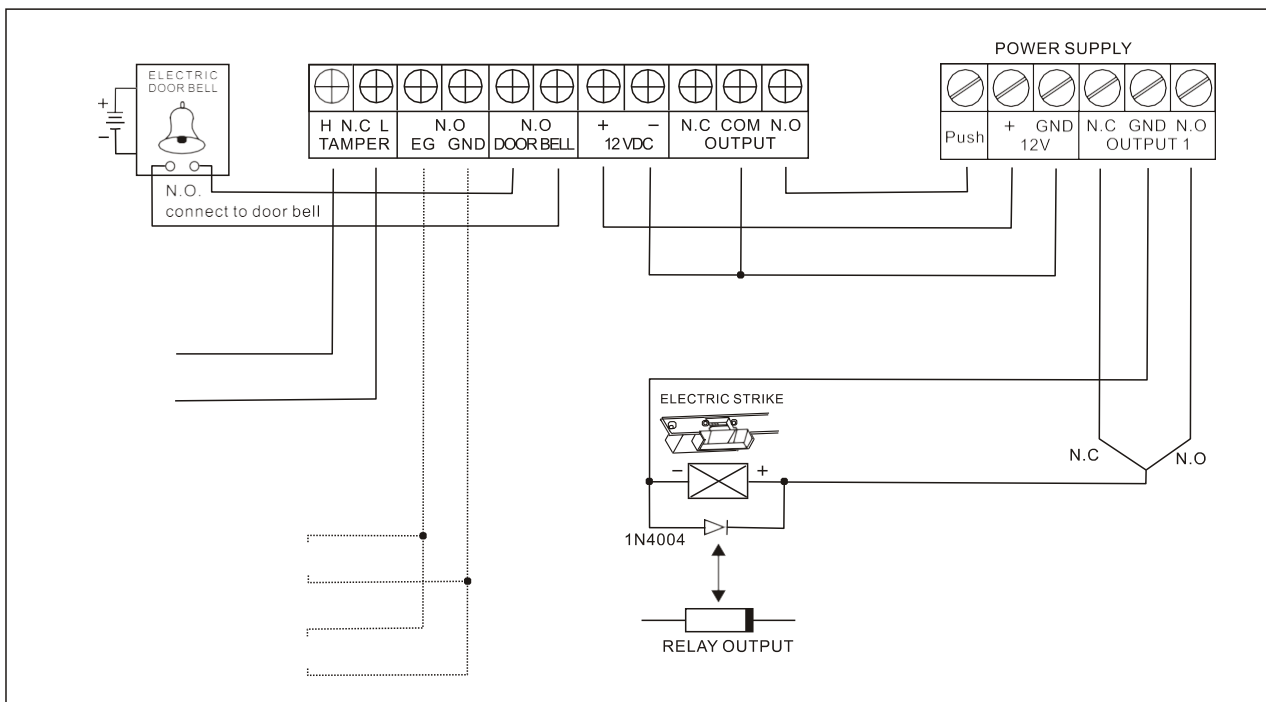 POWER SUPPLY
ELECTRIC
DOOR BELL
+
−
H N.C L
TAMPER
N.O
EG GND
N.O
DOOR BELL
+ −
12 VDC
N.C COM N.O
OUTPUT
Push
+ GND
12V
N.C GND N.O
OUTPUT 1
N.O.
connect to door bell
ELECTRIC STRIKE
− +
N.C
N.O
1N4004
RELAY OUTPUT